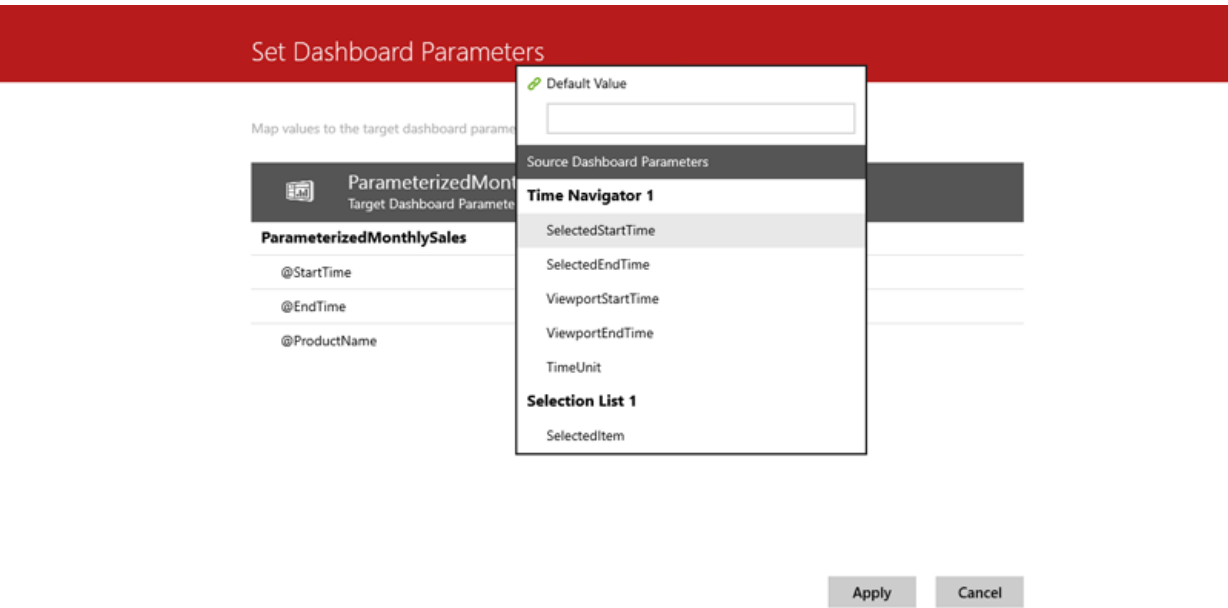 Set Dashboard Parameters
Default Value
Map values to the target dashboard parame
Source Dashboard Parameters
ParameterizedMont
Target Dashboard Paramete
Time Navigator 1
SelectedStartTime
SelectedEndTime
ViewportStartTime
ViewportEndTime
TimeUnit
Selection List 1
SelectedItem
ParameterizedMonthlySales
@StartTime
@EndTime
@ProductName
Apply
Cancel